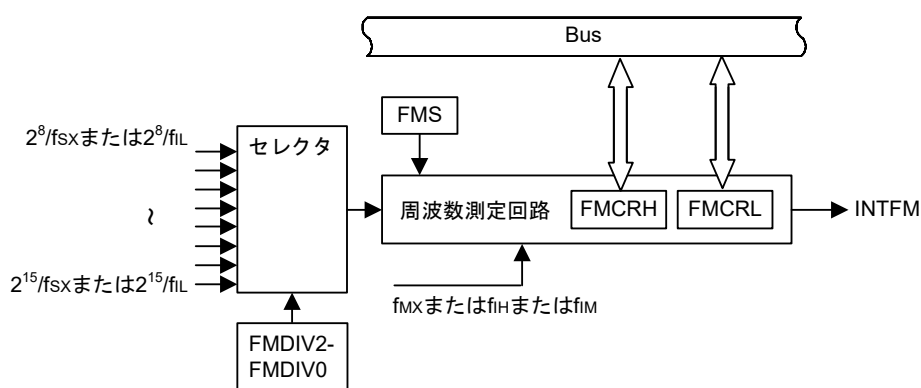 Bus
FMS
2⁸/fSXまたは2⁸/fIL
セレクタ
周波数測定回路
FMCRH
FMCRL
INTFM
~
2¹⁵/fSXまたは2¹⁵/fIL
fMXまたはfIHまたはfIM
FMDIV2-
FMDIV0